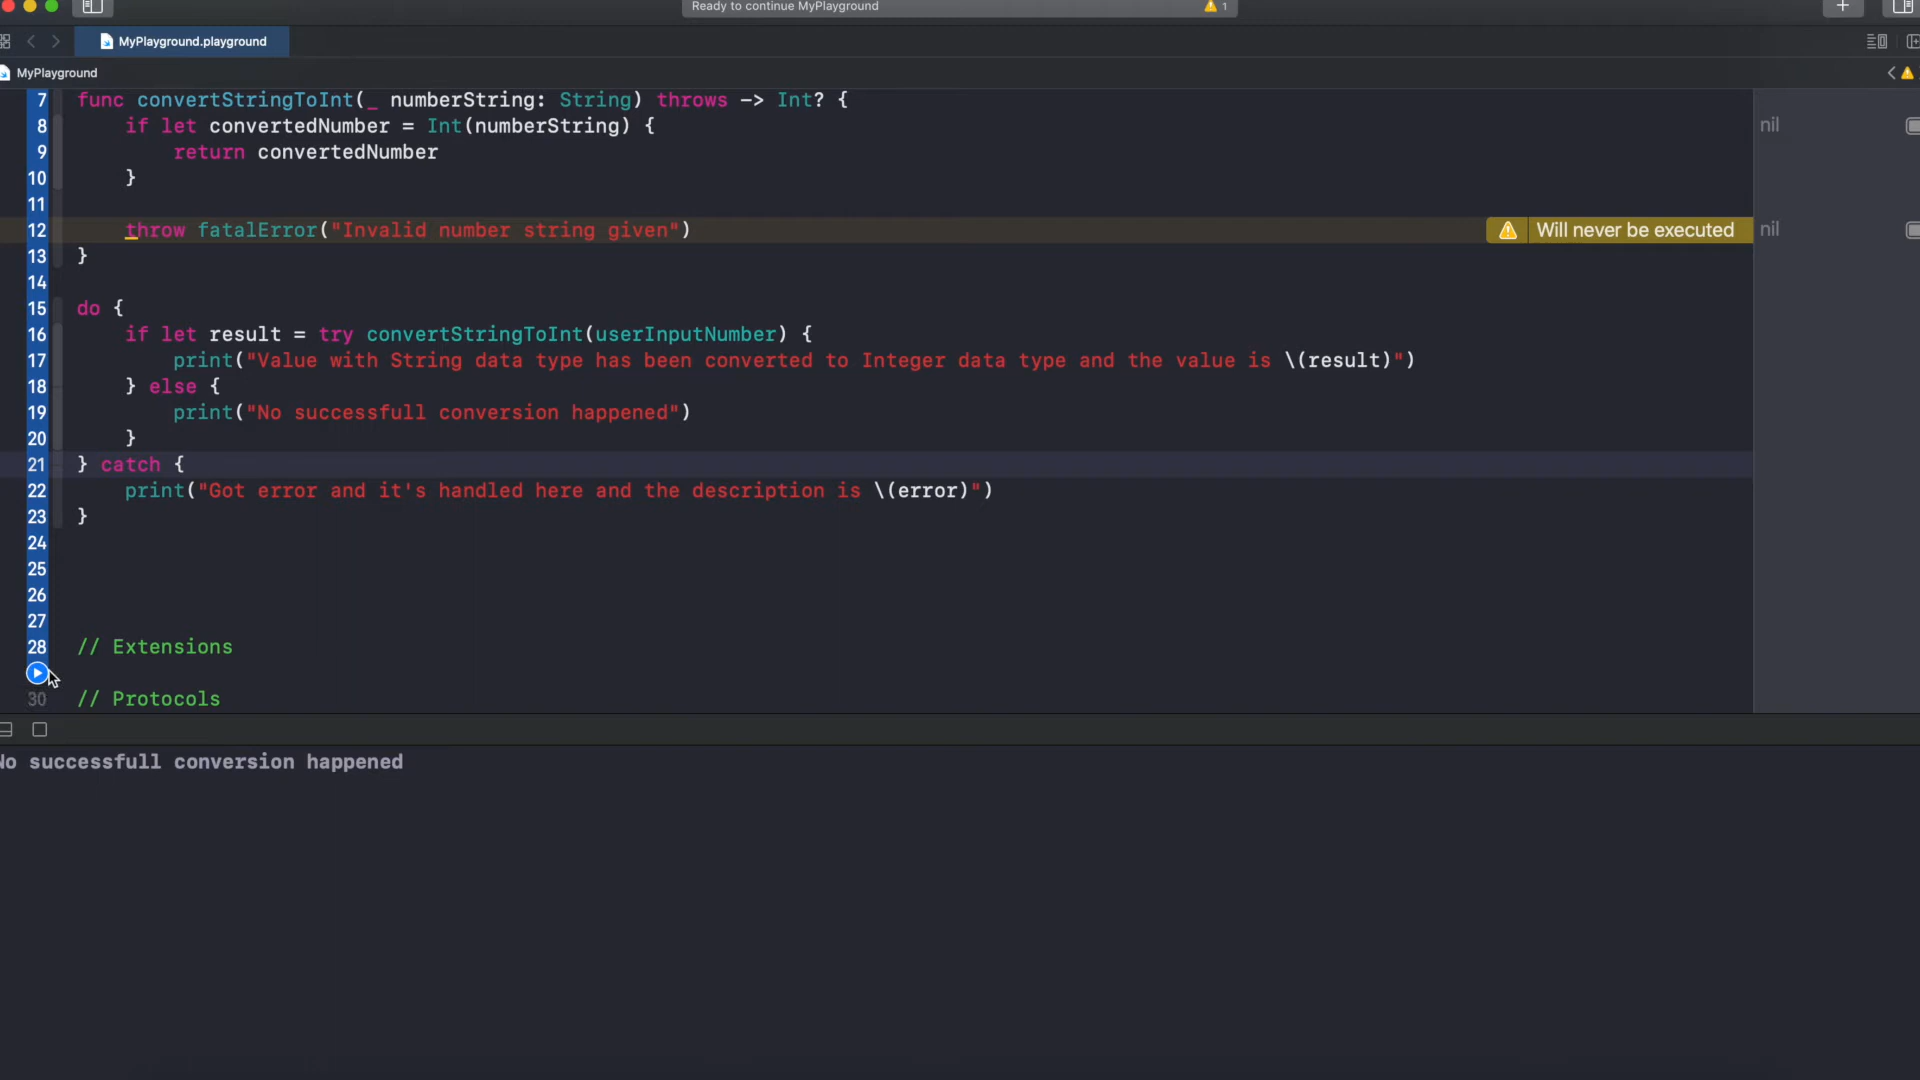 Ready to continue MyPlayground
1
MyPlayground.playground
MyPlayground
7 func convertStringToInt(_ numberString: String) throws -> Int? {
8 if let convertedNumber = Int(numberString) {
nil
9 return convertedNumber
10 }
11
12 throw fatalError("Invalid number string given")
Will never be executed
nil
13 }
14
15 do {
16 if let result = try convertStringToInt(userInputNumber) {
17 print("Value with String data type has been converted to Integer data type and the value is \(result)")
18 } else {
19 print("No successfull conversion happened")
20 }
21 } catch {
22 print("Got error and it's handled here and the description is \(error)")
23 }
24
25
26
27
28 // Extensions
30 // Protocols
No successfull conversion happened